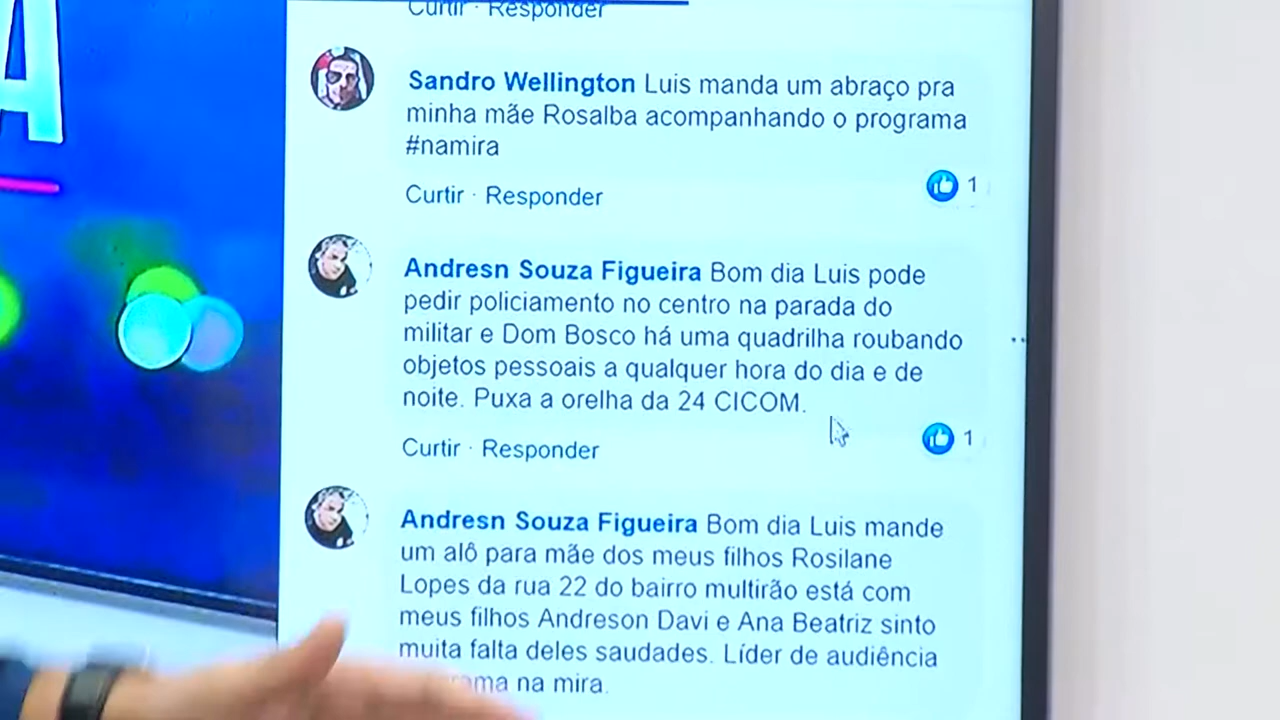 A
Curtir · Responder
Sandro Wellington Luis manda um abraço pra
minha mãe Rosalba acompanhando o programa
#namira
Curtir · Responder
1
Andresn Souza Figueira Bom dia Luis pode
pedir policiamento no centro na parada do
militar e Dom Bosco há uma quadrilha roubando
objetos pessoais a qualquer hora do dia e de
noite. Puxa a orelha da 24 CICOM.
Curtir · Responder
1
Andresn Souza Figueira Bom dia Luis mande
um alô para mãe dos meus filhos Rosilane
Lopes da rua 22 do bairro multirão está com
meus filhos Andreson Davi e Ana Beatriz sinto
muita falta deles saudades. Líder de audiência
na mira.